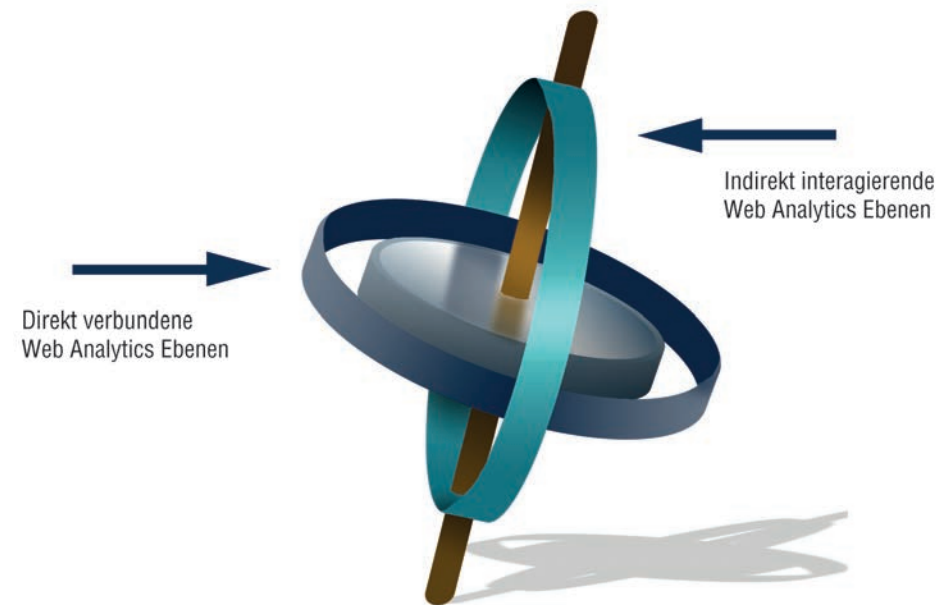 Indirekt interagierende
Web Analytics Ebenen
Direkt verbundene
Web Analytics Ebenen